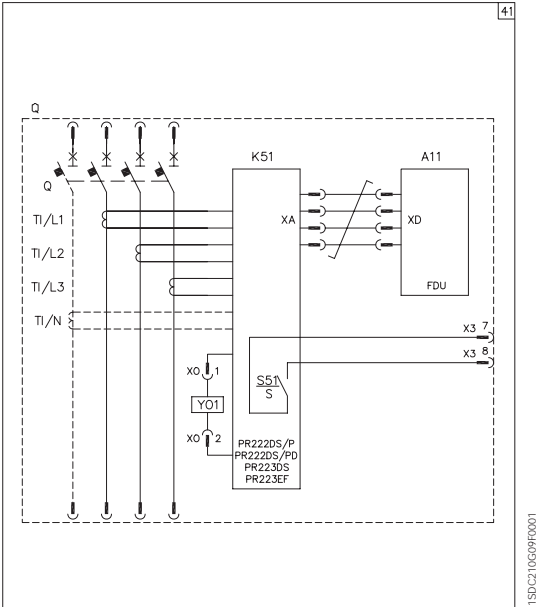 41
Q
K51
A11
Q
XA
XD
TI/L1
TI/L2
TI/L3
FDU
TI/N
X3 7
X3 8
X0 1
S51
S
Y01
X0 2
PR222DS/P
PR222DS/PD
PR223DS
PR223EF
1SDC210G09F0001